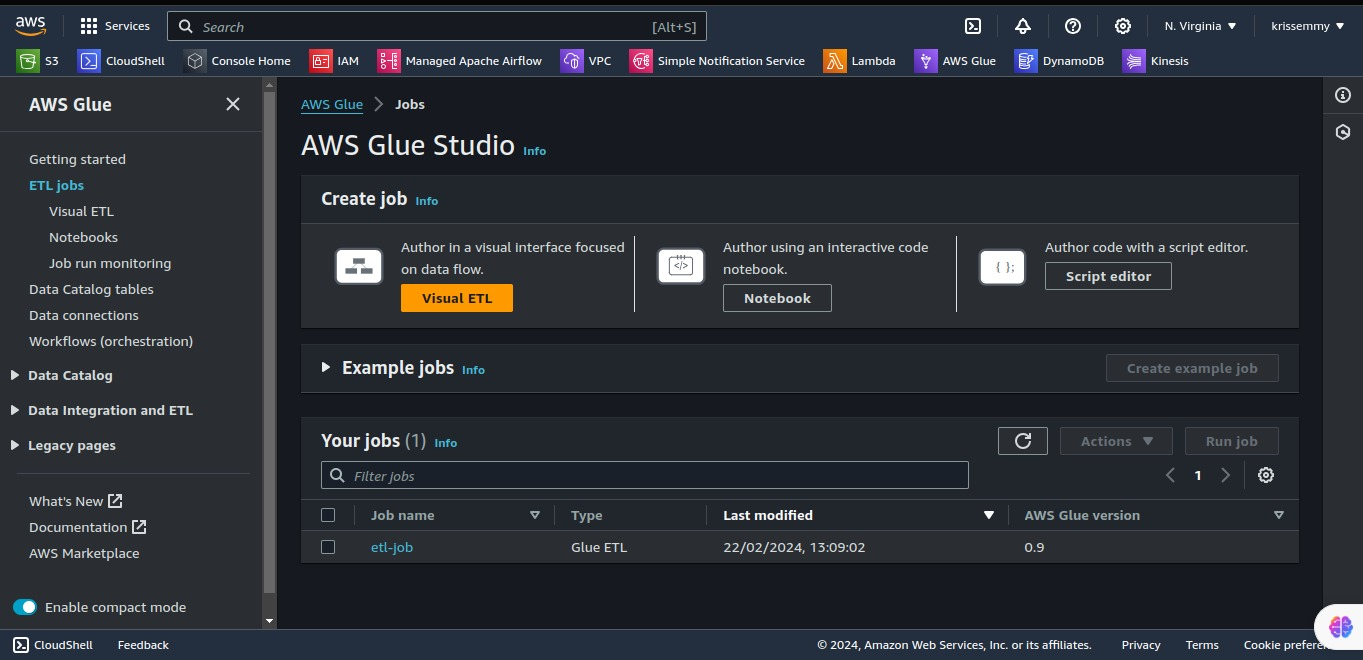 aws
Services
Search
[Alt+S]
N. Virginia
krissemmy
S3
CloudShell
Console Home
IAM
Managed Apache Airflow
VPC
Simple Notification Service
Lambda
AWS Glue
DynamoDB
Kinesis
AWS Glue
Getting started
ETL jobs
Visual ETL
Notebooks
Job run monitoring
Data Catalog tables
Data connections
Workflows (orchestration)
Data Catalog
Data Integration and ETL
Legacy pages
What's New
Documentation
AWS Marketplace
Enable compact mode
AWS Glue > Jobs
AWS Glue Studio Info
Create job Info
Author in a visual interface focused
on data flow.
Visual ETL
</>
Author using an interactive code
notebook.
Notebook
{ };
Author code with a script editor.
Script editor
Example jobs Info
Create example job
Your jobs (1) Info
Actions
Run job
Filter jobs
1
Job name
Type
Last modified
AWS Glue version
etl-job
Glue ETL
22/02/2024, 13:09:02
0.9
CloudShell
Feedback
© 2024, Amazon Web Services, Inc. or its affiliates.
Privacy
Terms
Cookie